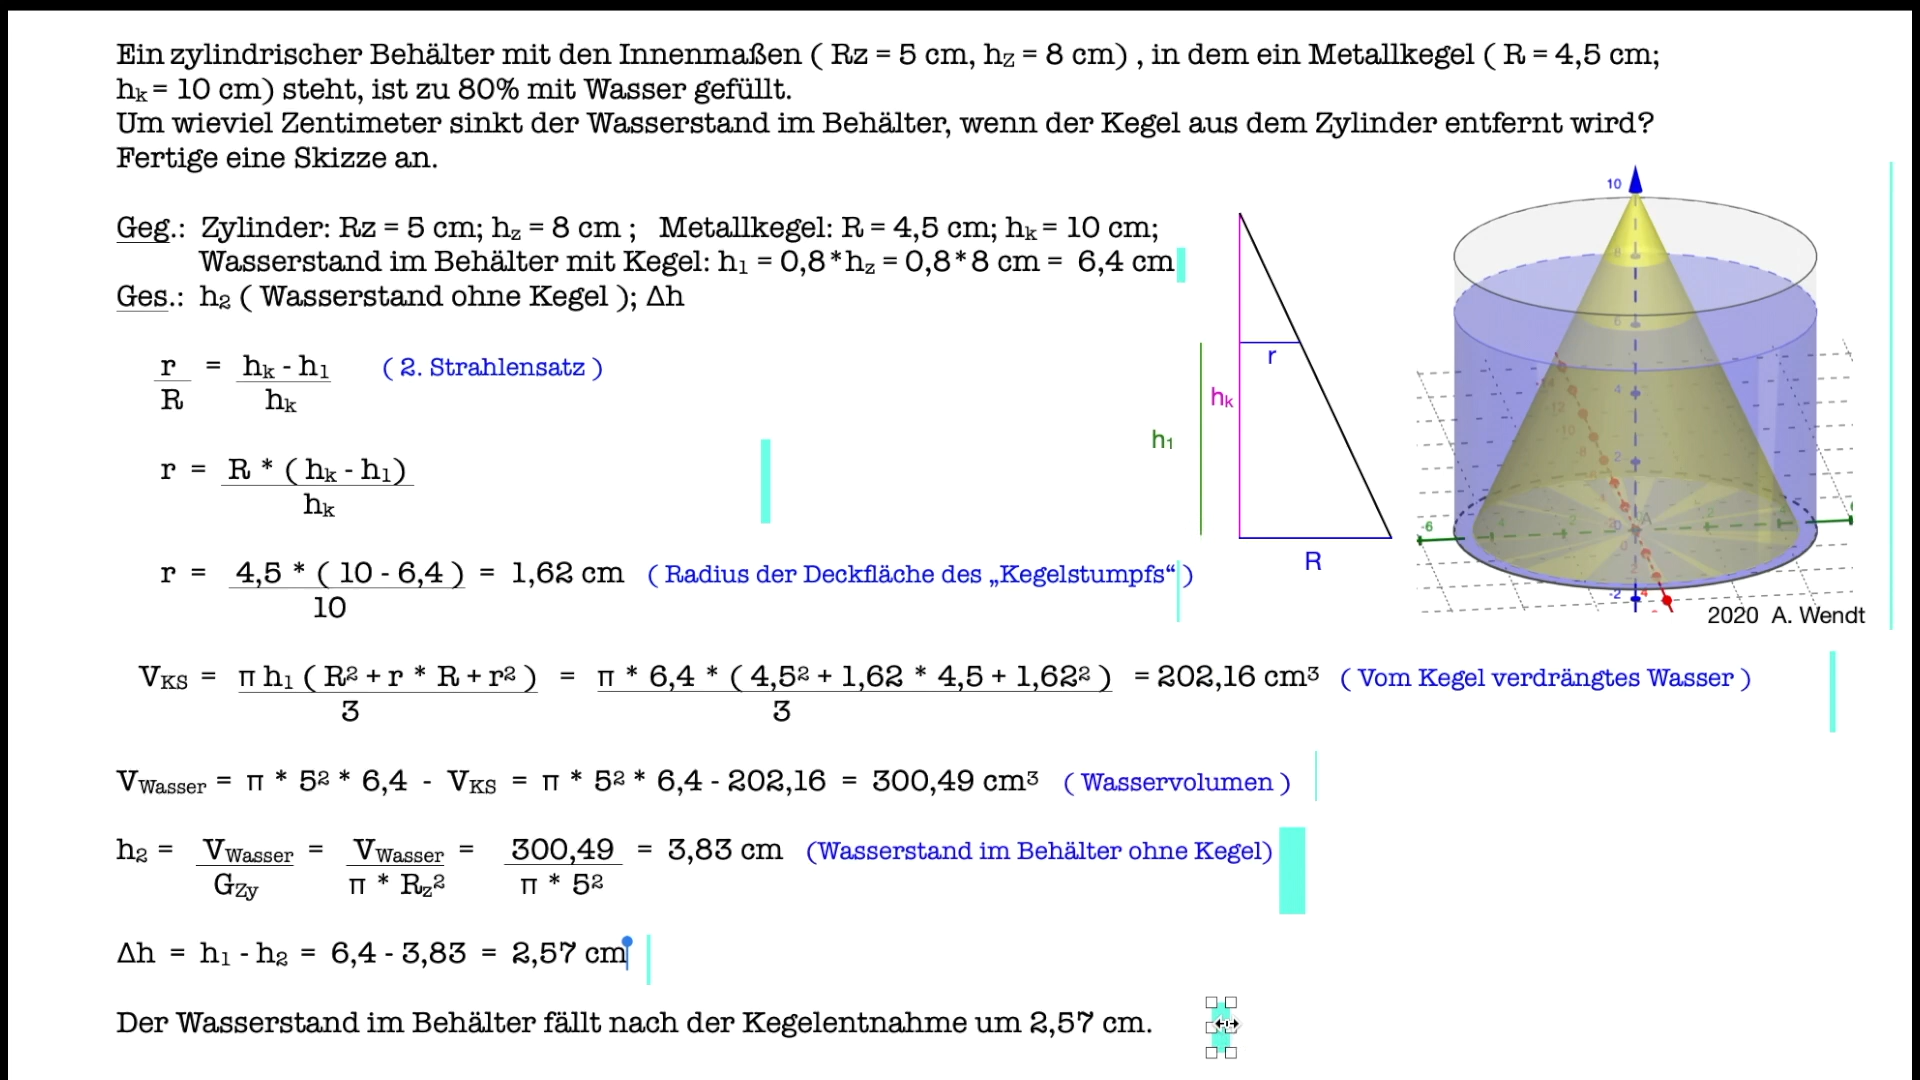 Ein zylindrischer Behälter mit den Innenmaßen ( Rz = 5 cm, hz = 8 cm) , in dem ein Metallkegel ( R = 4,5 cm;
hk = 10 cm) steht, ist zu 80% mit Wasser gefüllt.
Um wieviel Zentimeter sinkt der Wasserstand im Behälter, wenn der Kegel aus dem Zylinder entfernt wird?
Fertige eine Skizze an.
Geg.: Zylinder: Rz = 5 cm; hz = 8 cm ; Metallkegel: R = 4,5 cm; hk = 10 cm;
Wasserstand im Behälter mit Kegel: h1 = 0,8*hz = 0,8*8 cm = 6,4 cm
Ges.: h2 ( Wasserstand ohne Kegel ); Δh
r = hk - h1 ( 2. Strahlensatz )
R hk
r = R * ( hk - h1)
hk
r = 4,5 * ( 10 - 6,4 ) = 1,62 cm ( Radius der Deckfläche des „Kegelstumpfs“ )
10
VKS = π h1 ( R² + r * R + r² ) = π * 6,4 * ( 4,5² + 1,62 * 4,5 + 1,62² ) = 202,16 cm³ ( Vom Kegel verdrängtes Wasser )
3 3
VWasser = π * 5² * 6,4 - VKS = π * 5² * 6,4 - 202,16 = 300,49 cm³ ( Wasservolumen )
h2 = VWasser = VWasser = 300,49 = 3,83 cm (Wasserstand im Behälter ohne Kegel)
GZy π * Rz² π * 5²
Δh = h1 - h2 = 6,4 - 3,83 = 2,57 cm
Der Wasserstand im Behälter fällt nach der Kegelentnahme um 2,57 cm.
r
hk
h1
R
10
6
4
2
-6
-2
2020 A. Wendt